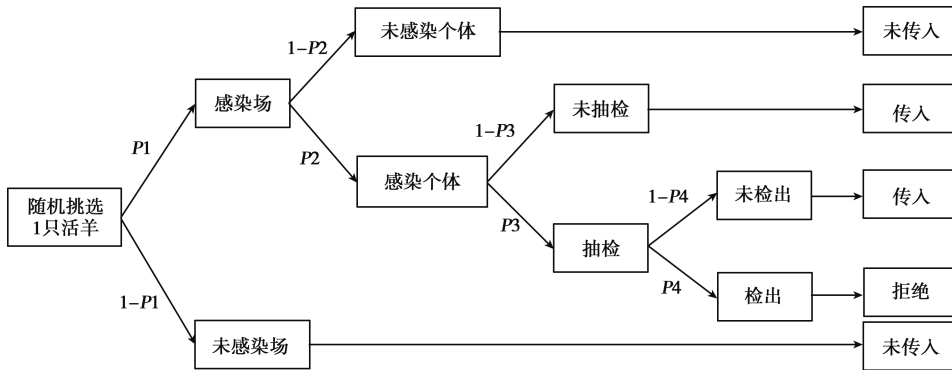 未感染个体
未传入
1-P2
感染场
未抽检
传入
P1
1-P3
P2
感染个体
未检出
传入
1-P4
随机挑选
1只活羊
P3
抽检
P4
检出
拒绝
1-P1
未感染场
未传入